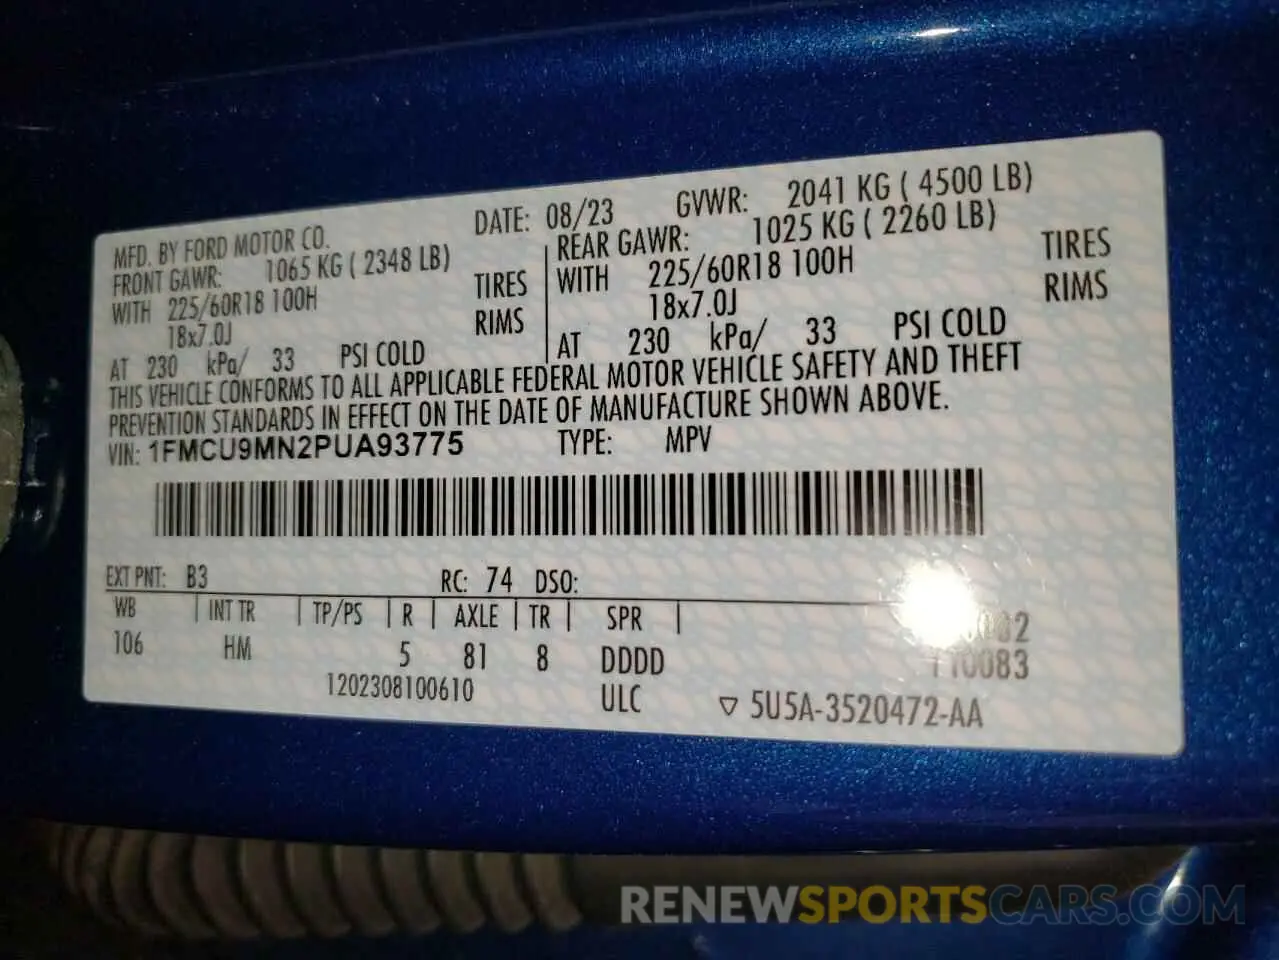 MFD. BY FORD MOTOR CO. DATE: 08/23 GVWR: 2041 KG ( 4500 LB)
FRONT GAWR: 1065 KG ( 2348 LB) REAR GAWR: 1025 KG ( 2260 LB)
WITH 225/60R18 100H TIRES WITH 225/60R18 100H TIRES
18x7.0J RIMS 18x7.0J RIMS
AT 230 kPa/ 33 PSI COLD AT 230 kPa/ 33 PSI COLD
THIS VEHICLE CONFORMS TO ALL APPLICABLE FEDERAL MOTOR VEHICLE SAFETY AND THEFT
PREVENTION STANDARDS IN EFFECT ON THE DATE OF MANUFACTURE SHOWN ABOVE.
VIN: 1FMCU9MN2PUA93775 TYPE: MPV
EXT PNT: B3 RC: 74 DSO:
WB INT TR TP/PS R AXLE TR SPR
106 HM 5 81 8 DDDD
1202308100610 ULC ▽ 5U5A-3520472-AA
RENEWSPORTSCARS.COM